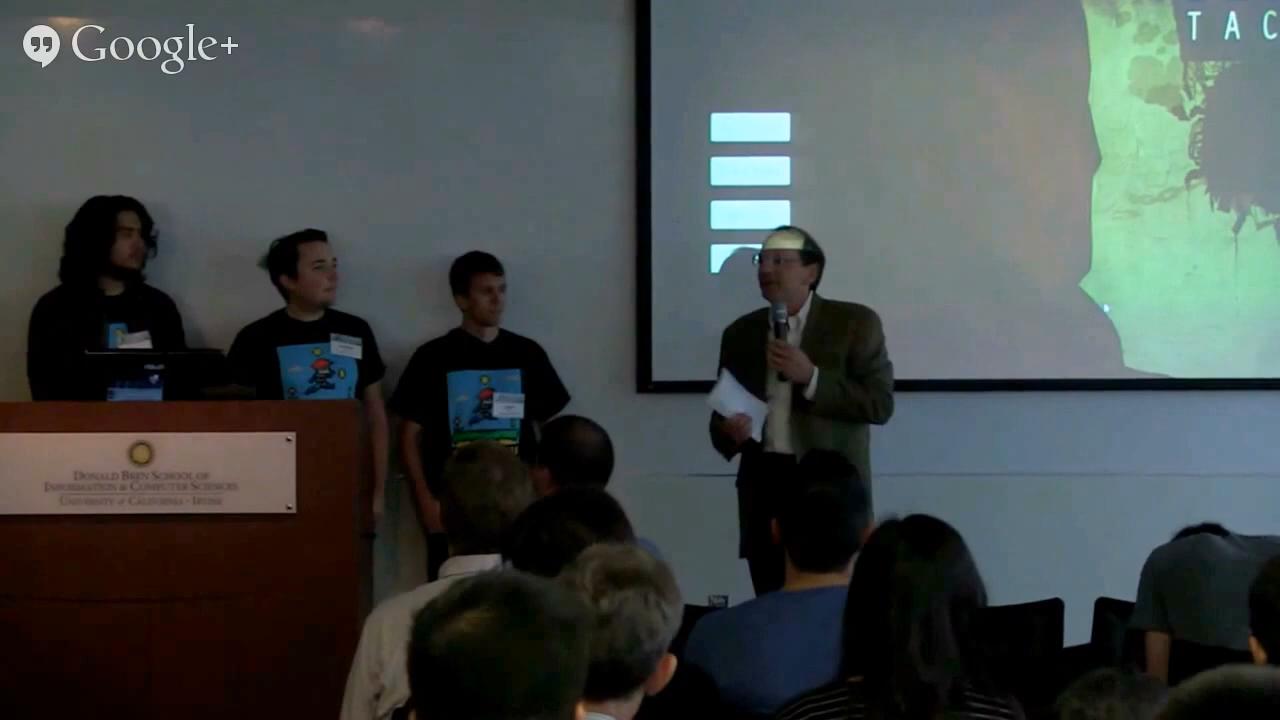 Google+
TAC
DONALD BREN SCHOOL OF
INFORMATION & COMPUTER SCIENCES
UNIVERSITY of CALIFORNIA • IRVINE